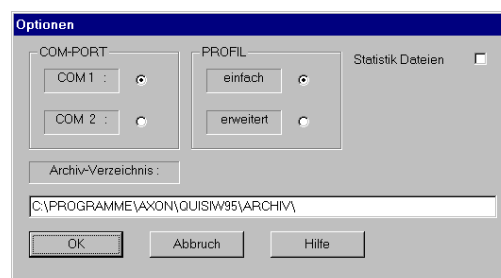 Optionen
COM-PORT
COM 1 :
COM 2 :
PROFIL
einfach
erweitert
Statistik Dateien
Archiv-Verzeichnis :
C:\PROGRAMME\AXON\QUISIW95\ARCHIV\
OK Abbruch Hilfe